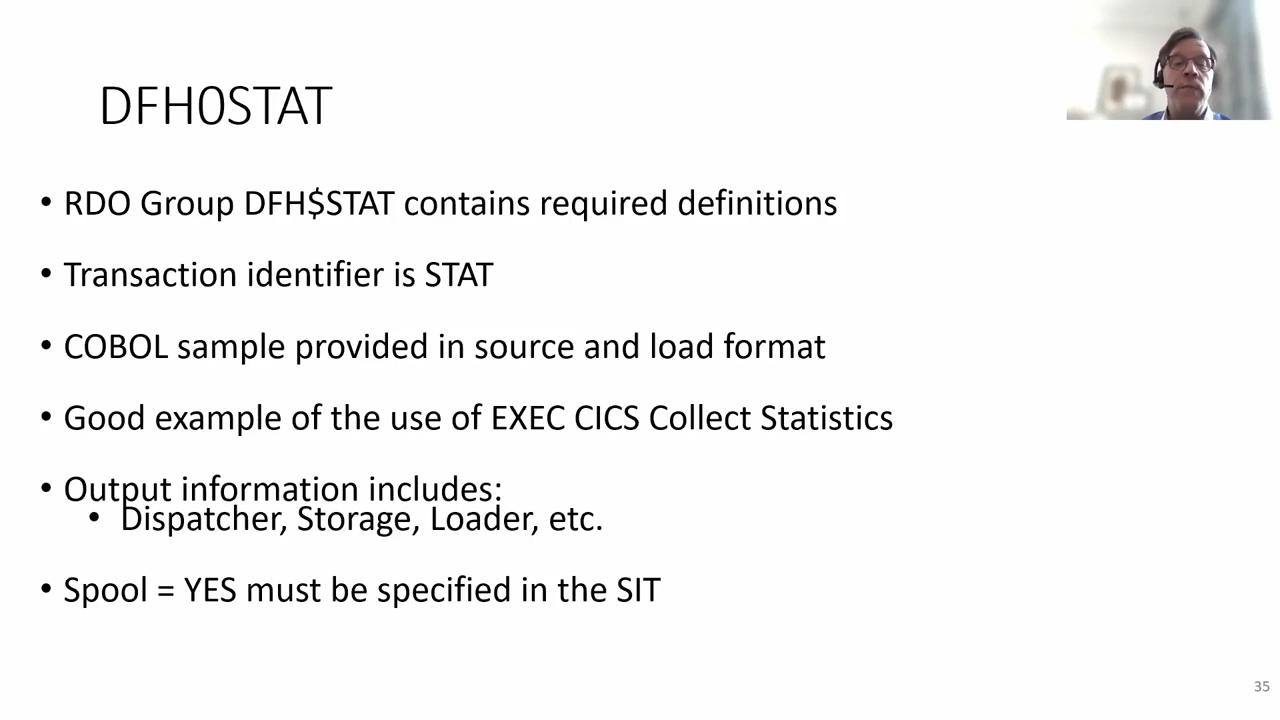 DFH0STAT
• RDO Group DFH$STAT contains required definitions
• Transaction identifier is STAT
• COBOL sample provided in source and load format
• Good example of the use of EXEC CICS Collect Statistics
• Output information includes:
• Dispatcher, Storage, Loader, etc.
• Spool = YES must be specified in the SIT
35